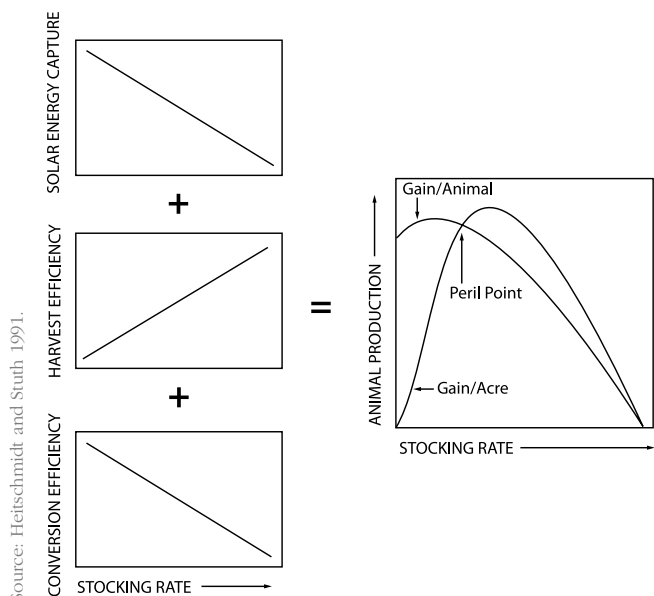 SOLAR ENERGY CAPTURE
+
HARVEST EFFICIENCY
+
CONVERSION EFFICIENCY
STOCKING RATE
=
ANIMAL PRODUCTION
Gain/Animal
Peril Point
Gain/Acre
STOCKING RATE
Source: Heitschmidt and Stuth 1991.